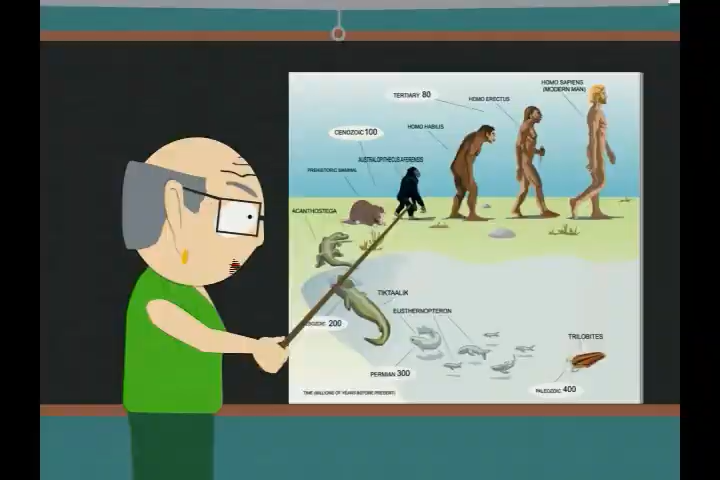 HOMO SAPIENS
(MODERN MAN)
TERTIARY 80
HOMO ERECTUS
HOMO HABILIS
CENOZOIC 100
AUSTRALOPITHECUS AFERENSIS
PREHISTORIC MAMMAL
ACANTHOSTEGA
TIKTAALIK
EUSTHERNOPTERON
200
TRILOBITES
PERMIAN 300
PALEOZOIC 400
TIME (MILLIONS OF YEARS BEFORE PRESENT)